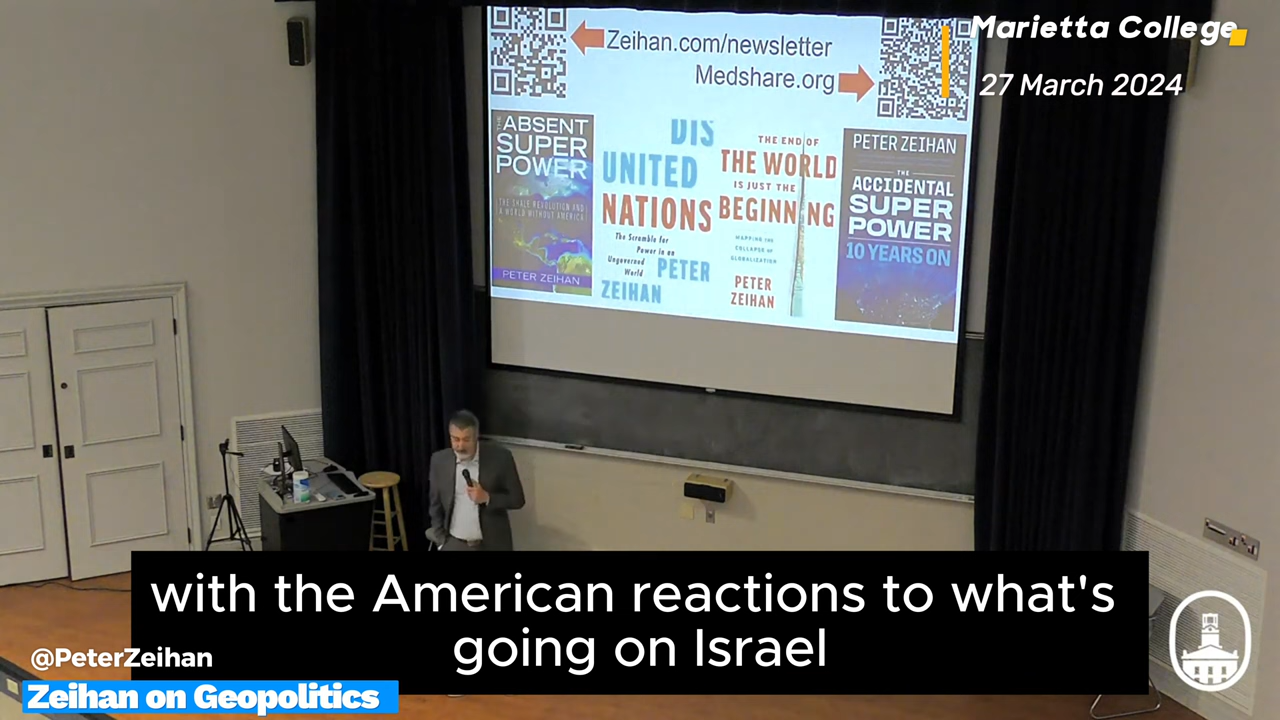 Zeihan.com/newsletter
Medshare.org
Marietta College
27 March 2024
THE
ABSENT
SUPER
POWER
THE SHALE REVOLUTION AND
A WORLD WITHOUT AMERICA
PETER ZEIHAN
DIS
UNITED
NATIONS
The Scramble for
Power in an
Ungoverned
World
PETER
ZEIHAN
THE END OF
THE WORLD
IS JUST THE
BEGINNING
MAPPING THE
COLLAPSE OF
GLOBALIZATION
PETER
ZEIHAN
PETER ZEIHAN
THE
ACCIDENTAL
SUPER
POWER
10 YEARS ON
with the American reactions to what's
going on Israel
@PeterZeihan
Zeihan on Geopolitics